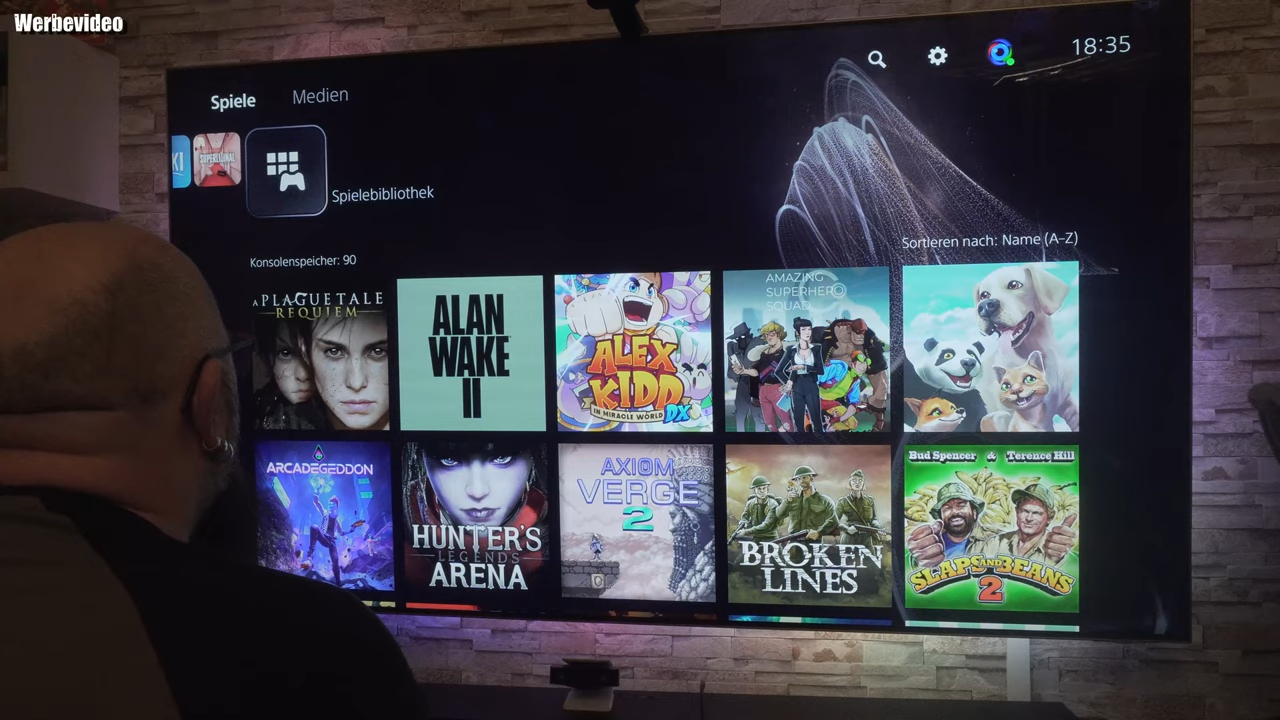 Werbevideo
18:35
Spiele
Medien
KI
SUPERLIMINAL
Spielebibliothek
Sortieren nach: Name (A–Z)
Konsolenspeicher: 90
A PLAGUE TALE
REQUIEM
ALAN
WAKE
II
ALEX
KIDD
IN MIRACLE WORLD DX
AMAZING
SUPERHERO
SQUAD
ARCADEGEDDON
HUNTER'S
LEGENDS
ARENA
AXIOM
VERGE
2
BROKEN
LINES
Bud Spencer & Terence Hill
SLAPS AND BEANS
2